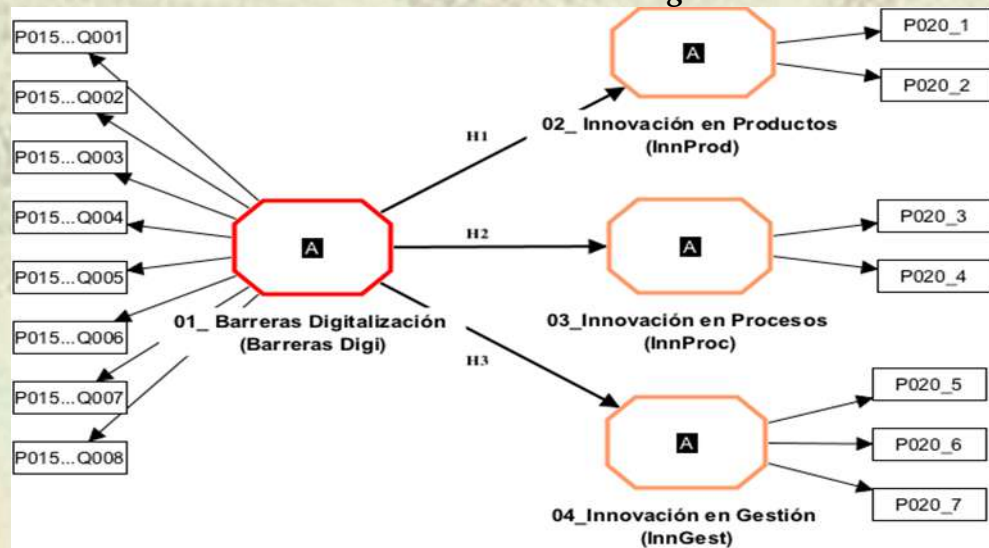 P015...Q001
P015...Q002
P015...Q003
P015...Q004
P015...Q005
P015...Q006
P015...Q007
P015...Q008
A
01_ Barreras Digitalización
(Barreras Digi)
H1
H2
H3
A
02_ Innovación en Productos
(InnProd)
P020_1
P020_2
A
03_Innovación en Procesos
(InnProc)
P020_3
P020_4
A
04_Innovación en Gestión
(InnGest)
P020_5
P020_6
P020_7